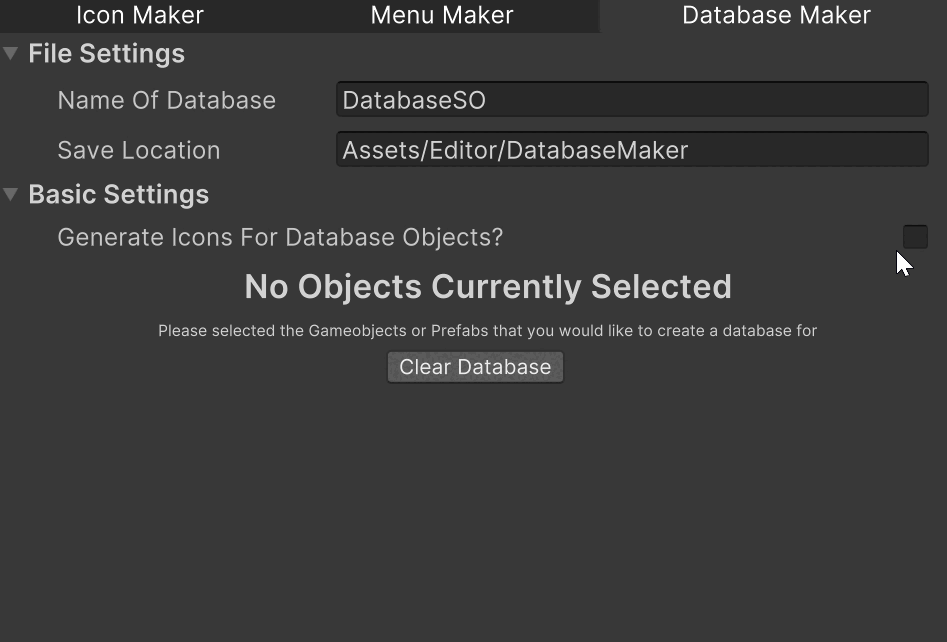 Icon Maker Menu Maker Database Maker
File Settings
Name Of Database DatabaseSO
Save Location Assets/Editor/DatabaseMaker
Basic Settings
Generate Icons For Database Objects?
No Objects Currently Selected
Please selected the Gameobjects or Prefabs that you would like to create a database for
Clear Database